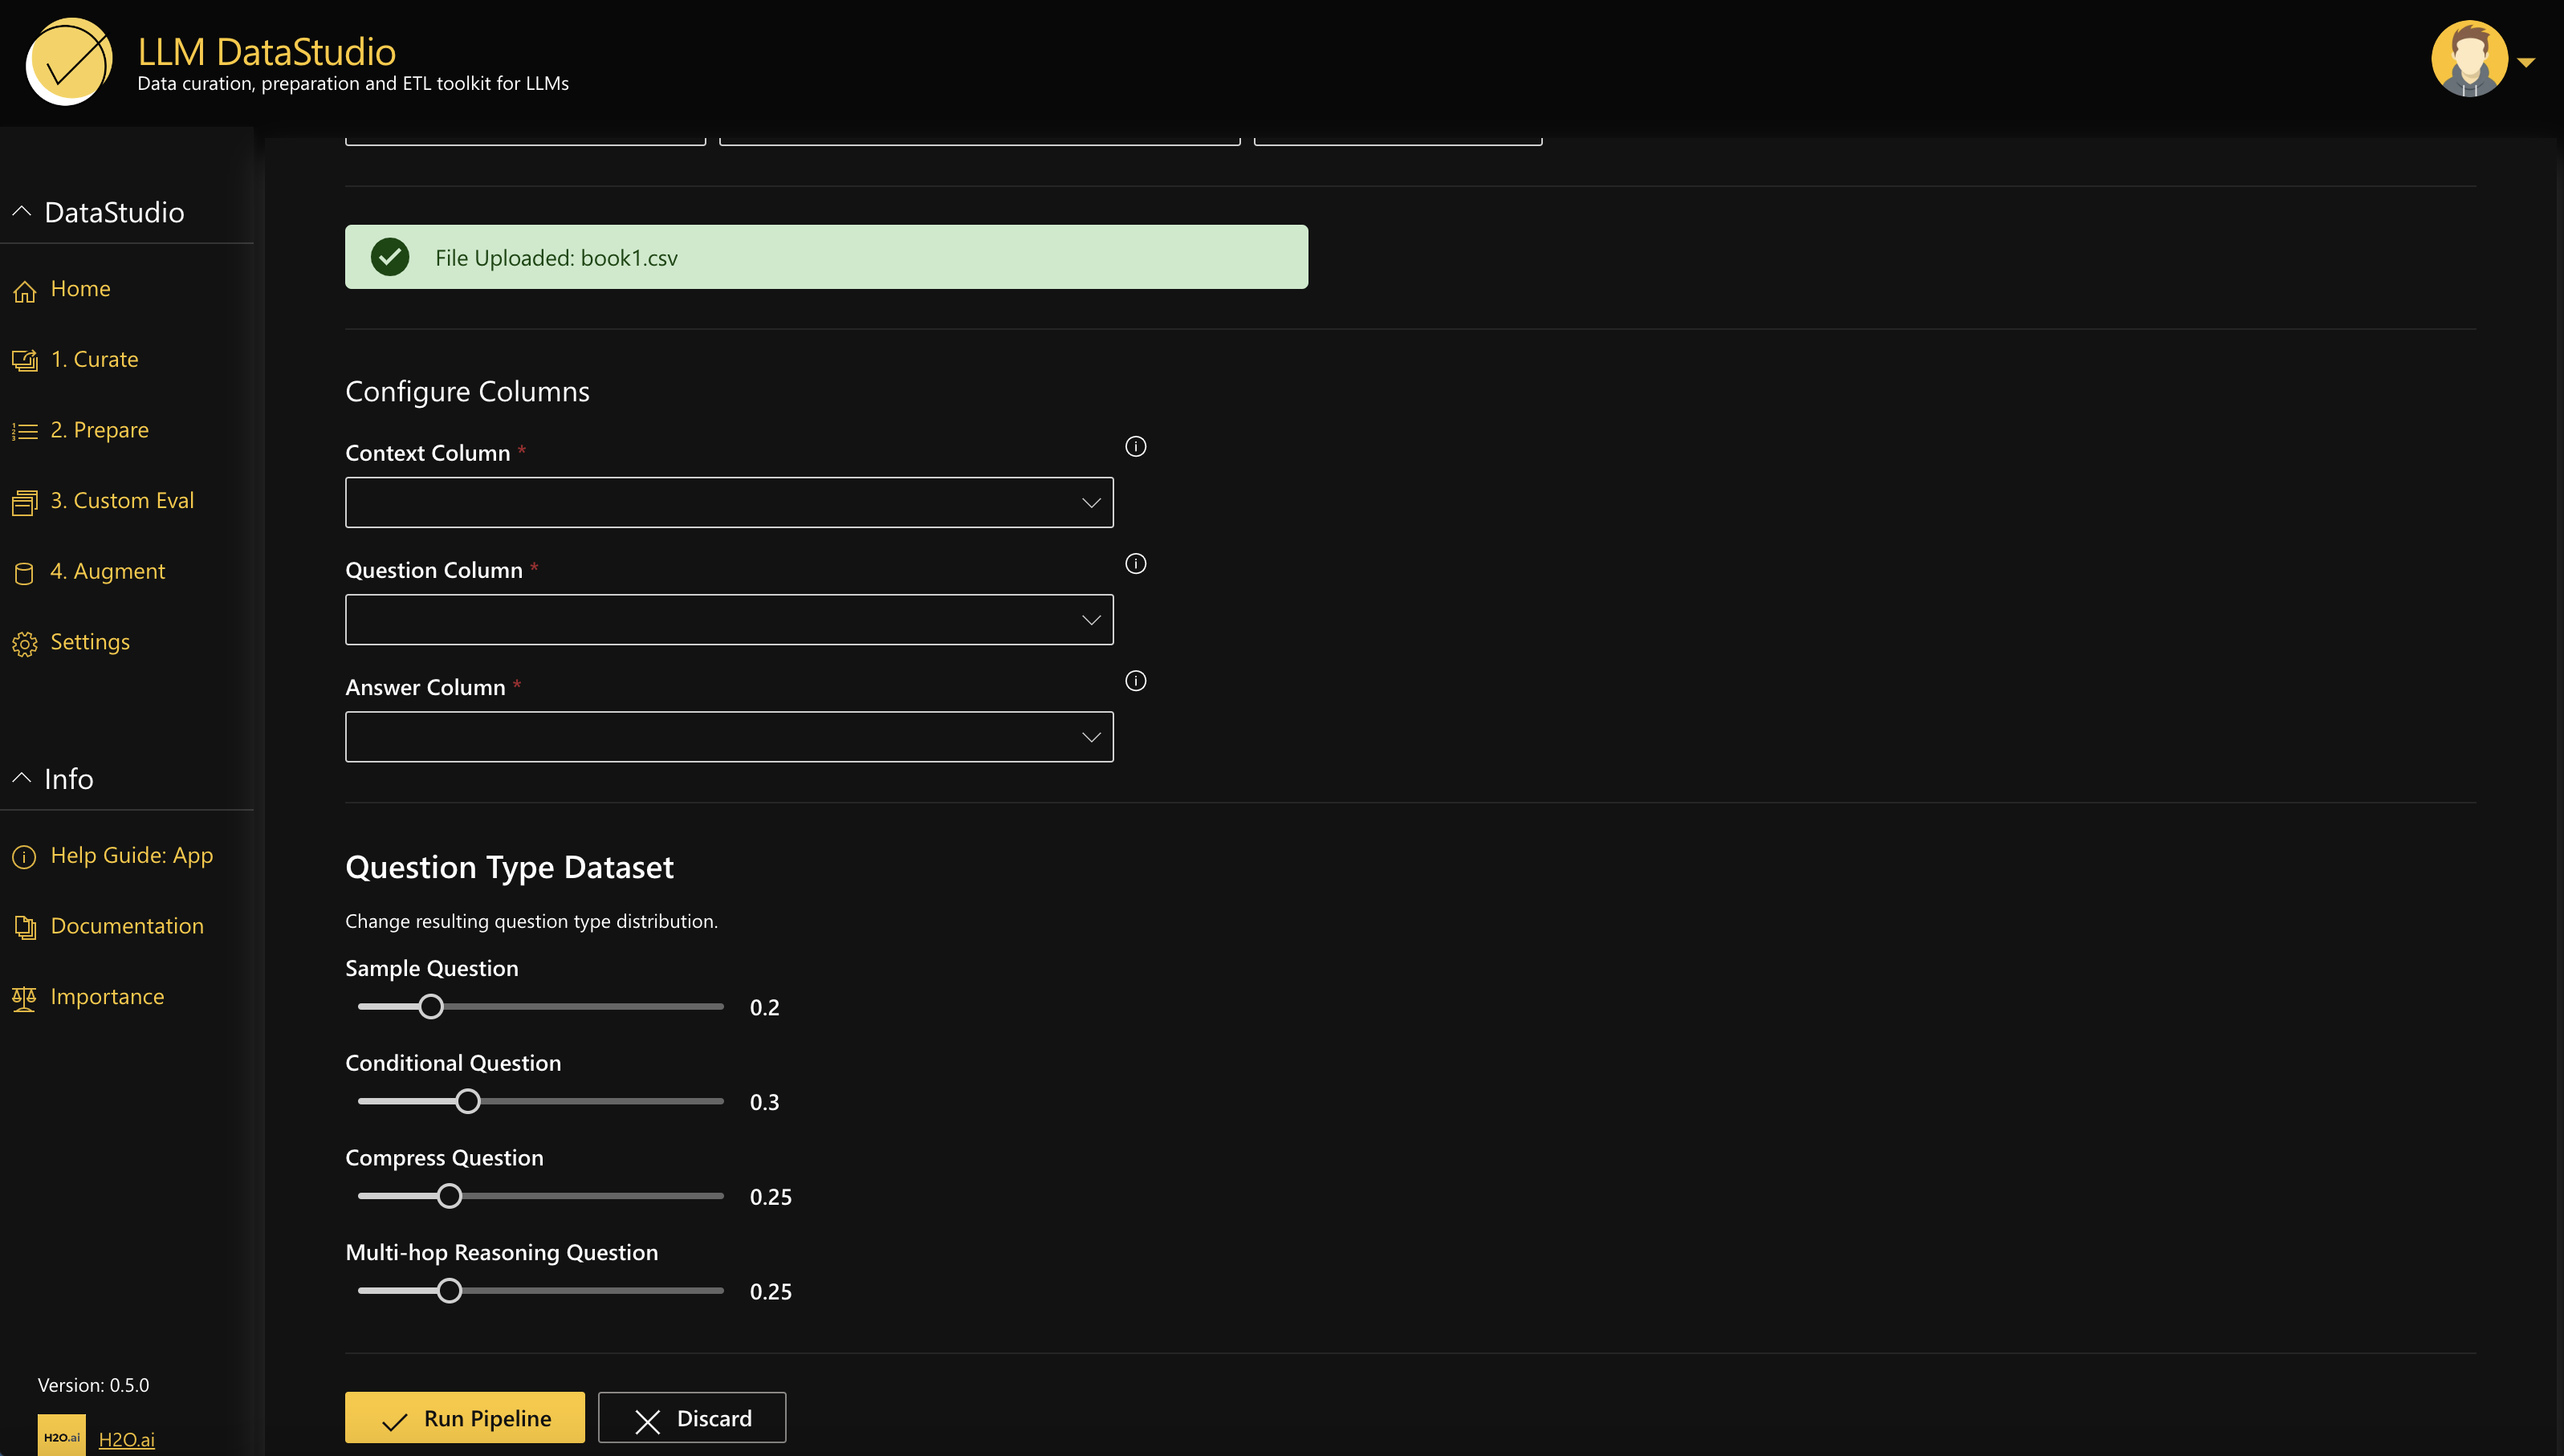 LLM DataStudio
Data curation, preparation and ETL toolkit for LLMs
DataStudio
Home
1. Curate
2. Prepare
3. Custom Eval
4. Augment
Settings
Info
Help Guide: App
Documentation
Importance
Version: 0.5.0
H2O.ai
H2O.ai
File Uploaded: book1.csv
Configure Columns
Context Column *
Question Column *
Answer Column *
Question Type Dataset
Change resulting question type distribution.
Sample Question
0.2
Conditional Question
0.3
Compress Question
0.25
Multi-hop Reasoning Question
0.25
Run Pipeline
Discard